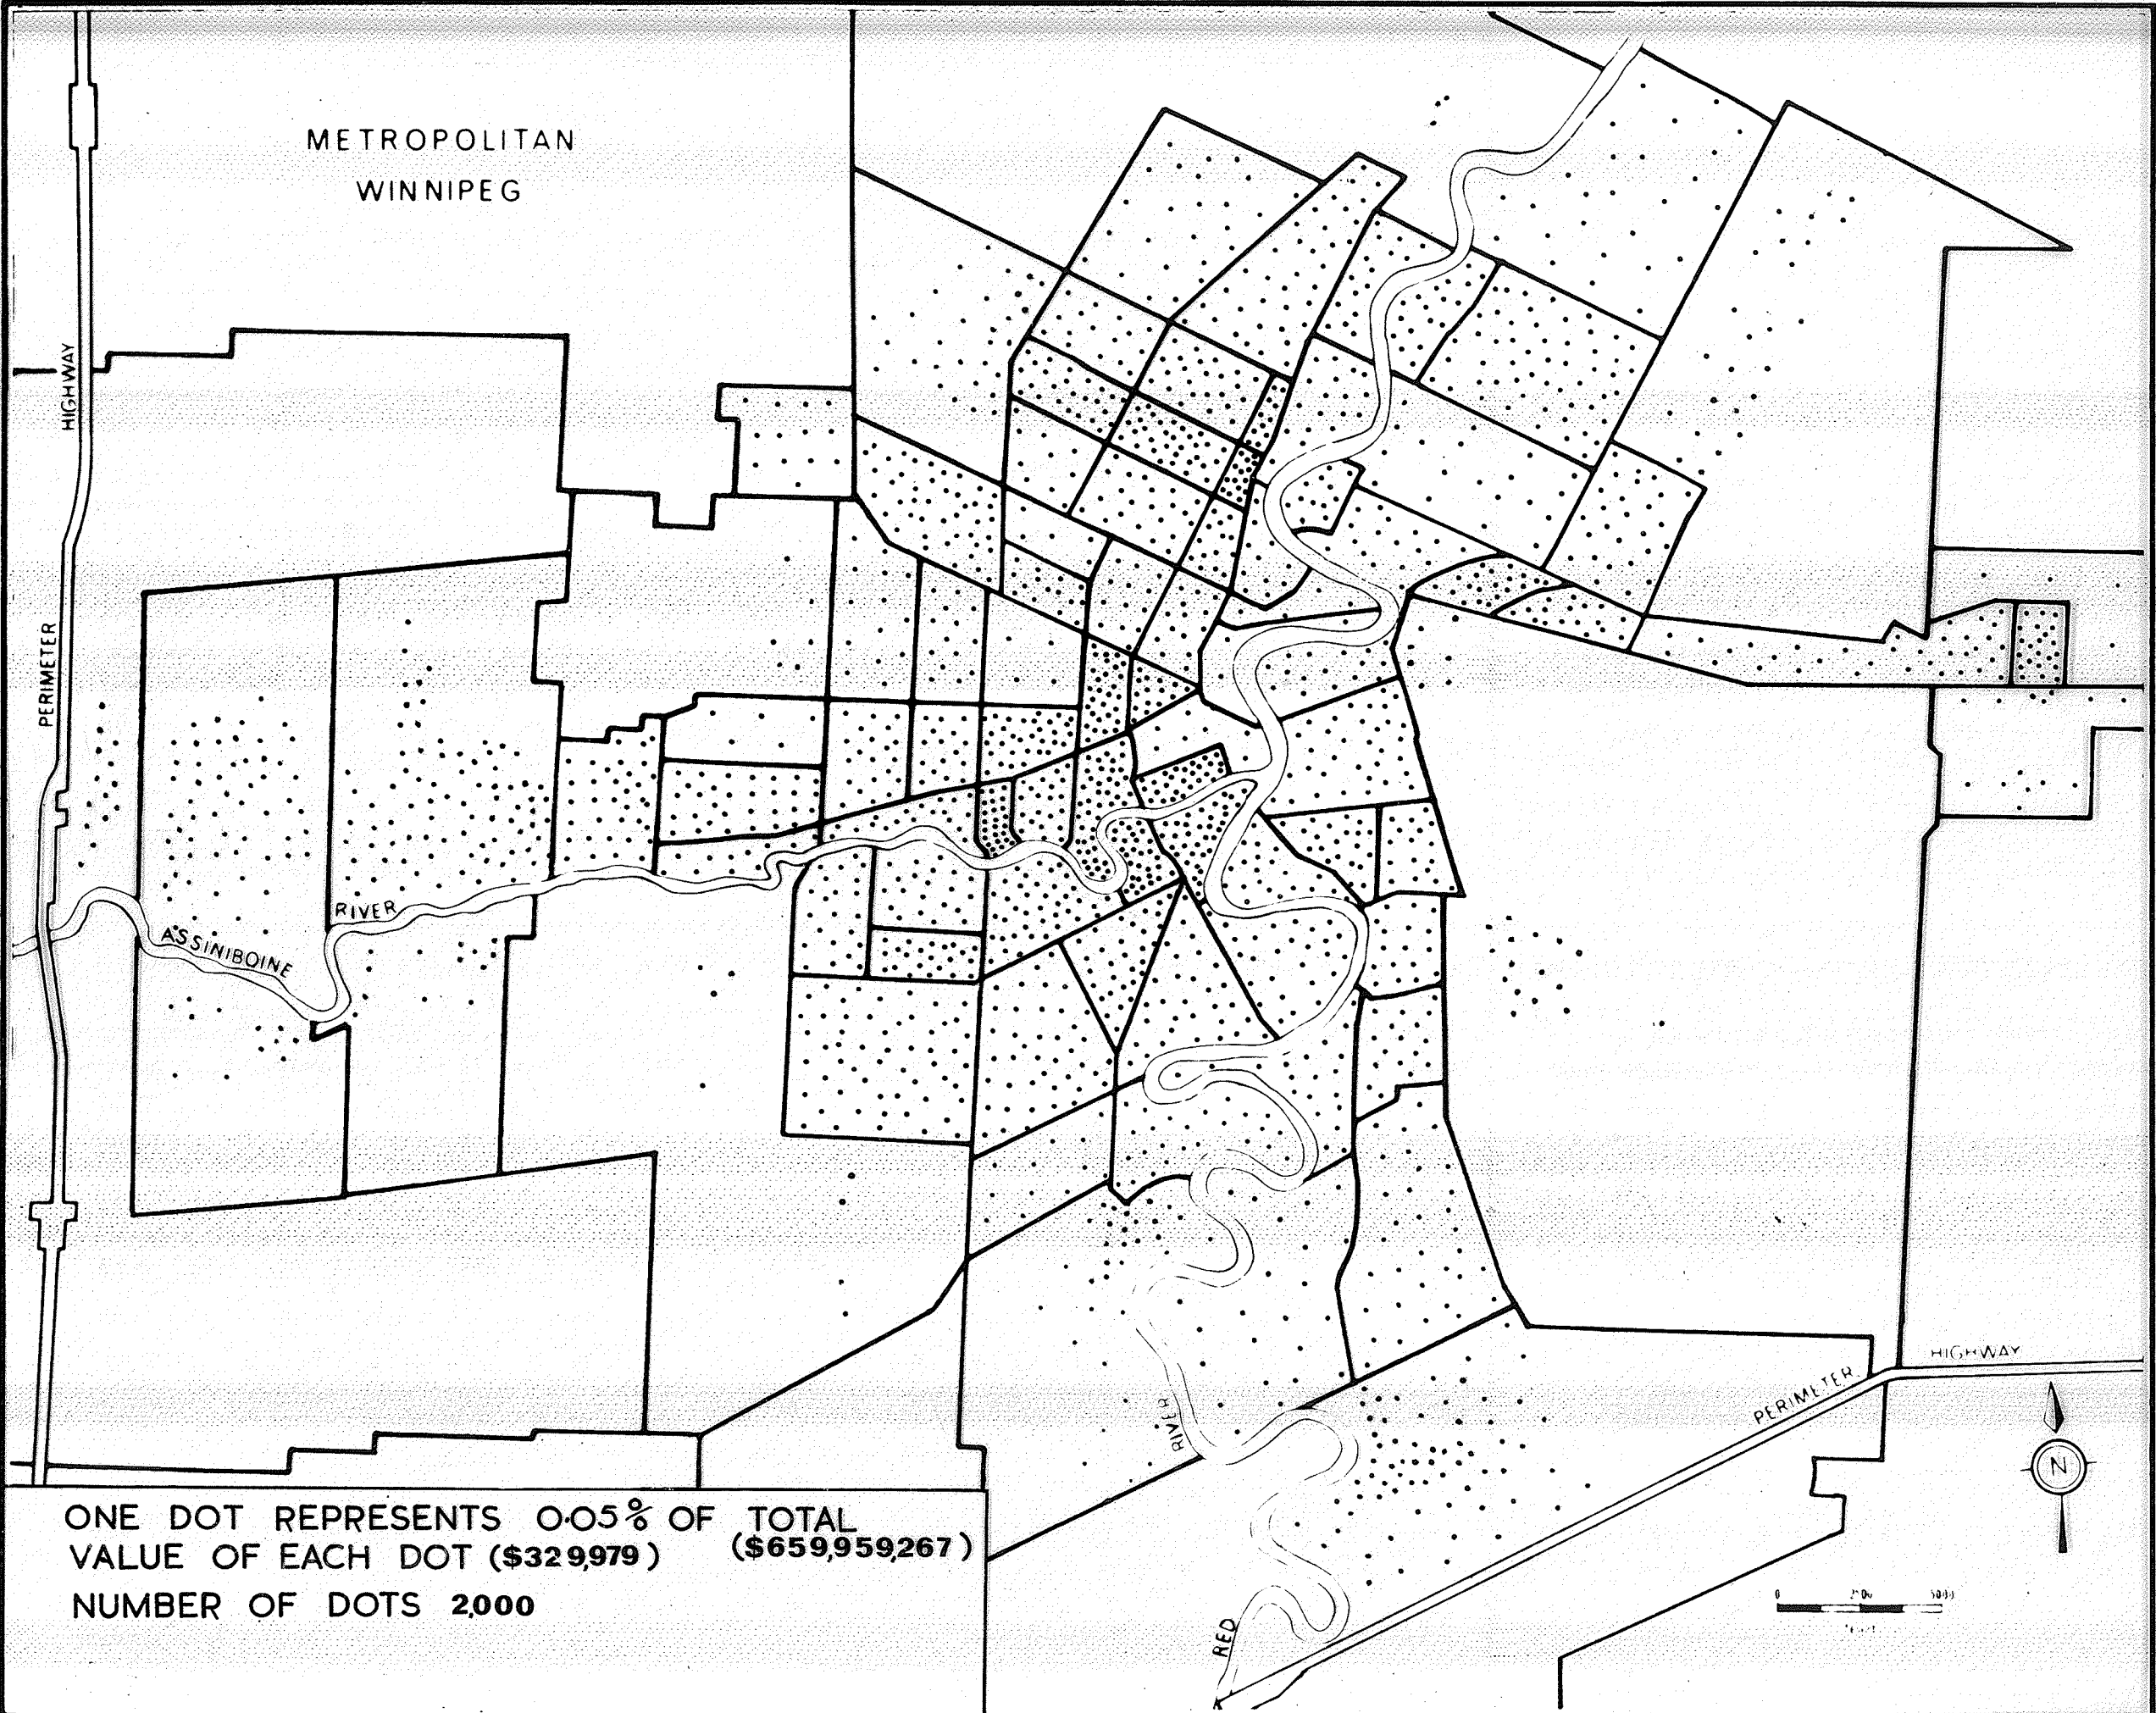 METROPOLITAN
WINNIPEG
HIGHWAY
PERIMETER
RIVER
ASSINIBOINE
HIGHWAY
PERIMETER
RIVER
N
ONE DOT REPRESENTS 0·05% OF TOTAL
VALUE OF EACH DOT ($329,979) ($659,959,267)
NUMBER OF DOTS 2,000
0
RED